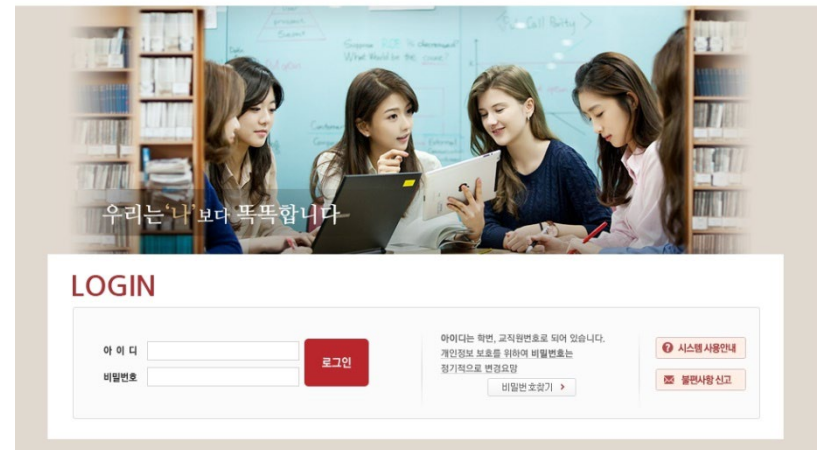 Put Call Parity
present
우리는 '나' 보다 똑똑합니다
LOGIN
아 이 디
비밀번호
로그인
아이디는 학번, 교직원번호로 되어 있습니다.
개인정보 보호를 위하여 비밀번호는
정기적으로 변경요망
비밀번호찾기 >
? 시스템 사용안내
불편사항 신고